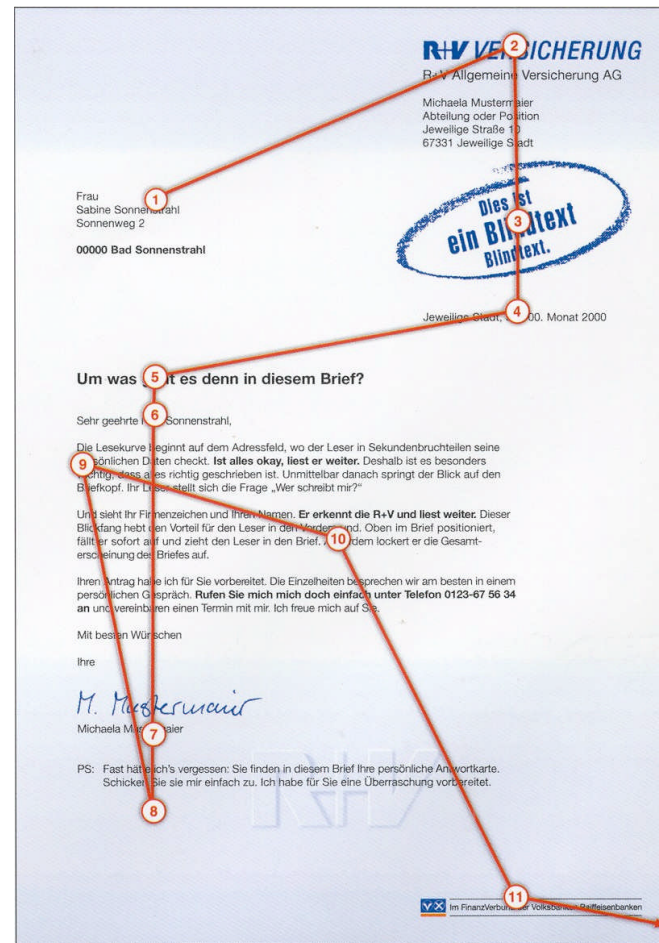 R+V VERSICHERUNG
R+V Allgemeine Versicherung AG
Michaela Mustermaier
Abteilung oder Position
Jeweilige Straße 10
67331 Jeweilige Stadt
Frau
Sabine Sonnenstrahl
Sonnenweg 2
00000 Bad Sonnenstrahl
1
2
Dies ist
ein Blindtext
Blindtext.
3
Jeweilige Stadt, 00. Monat 2000
4
Um was geht es denn in diesem Brief?
5
Sehr geehrte Frau Sonnenstrahl,
6
Die Lesekurve beginnt auf dem Adressfeld, wo der Leser in Sekundenbruchteilen seine
persönlichen Daten checkt. Ist alles okay, liest er weiter. Deshalb ist es besonders
wichtig, dass alles richtig geschrieben ist. Unmittelbar danach springt der Blick auf den
Briefkopf. Ihr Leser stellt sich die Frage „Wer schreibt mir?“
9
Und sieht Ihr Firmenzeichen und Ihren Namen. Er erkennt die R+V und liest weiter. Dieser
Blickfang hebt den Vorteil für den Leser in den Vordergrund. Oben im Brief positioniert,
fällt er sofort auf und zieht den Leser in den Brief. Außerdem lockert er die Gesamt-
erscheinung des Briefes auf.
10
Ihren Antrag habe ich für Sie vorbereitet. Die Einzelheiten besprechen wir am besten in einem
persönlichen Gespräch. Rufen Sie mich mich doch einfach unter Telefon 0123-67 56 34
an und vereinbaren einen Termin mit mir. Ich freue mich auf Sie.
Mit besten Wünschen
Ihre
M. Mustermaier
Michaela Mustermaier
7
PS: Fast hätte ich's vergessen: Sie finden in diesem Brief Ihre persönliche Antwortkarte.
Schicken Sie sie mir einfach zu. Ich habe für Sie eine Überraschung vorbereitet.
8
R+V
11
Im FinanzVerbund der Volksbanken Raiffeisenbanken